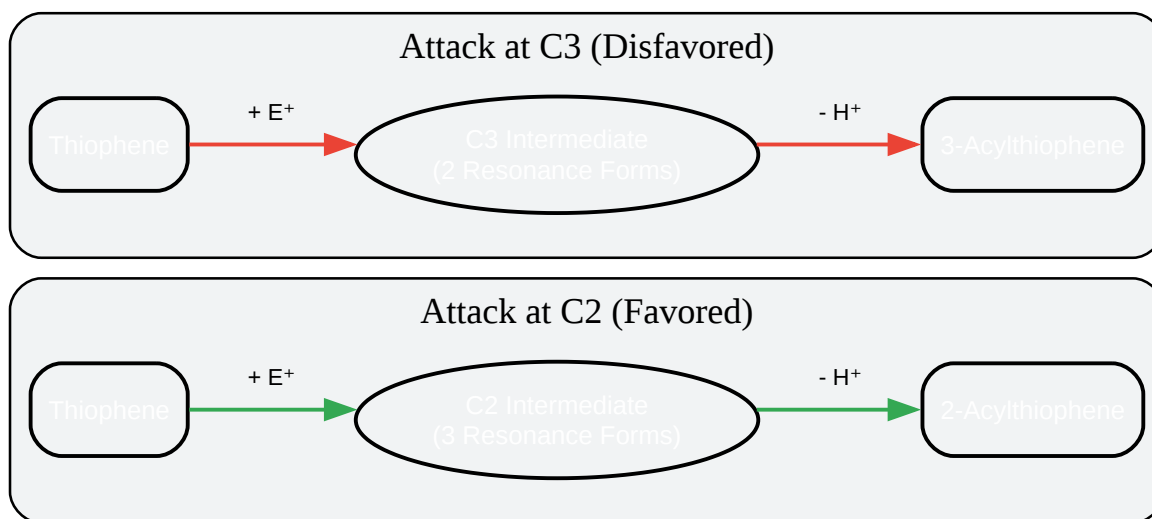 Attack at C3 (Disfavored)
+ E⁺
- H⁺
Thiophene
C3 Intermediate
(2 Resonance Forms)
3-Acylthiophene
Attack at C2 (Favored)
+ E⁺
- H⁺
Thiophene
C2 Intermediate
(3 Resonance Forms)
2-Acylthiophene